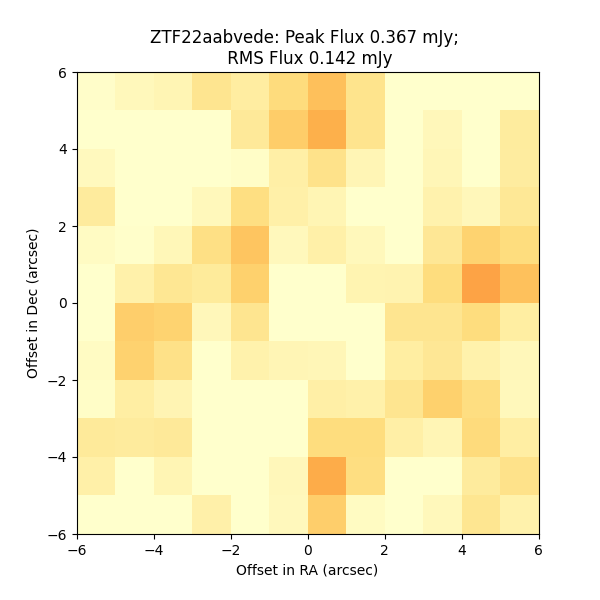 ZTF22aabvede: Peak Flux 0.367 mJy;
RMS Flux 0.142 mJy
6
4
2
0
−2
−4
−6
Offset in Dec (arcsec)
−6 −4 −2 0 2 4 6
Offset in RA (arcsec)